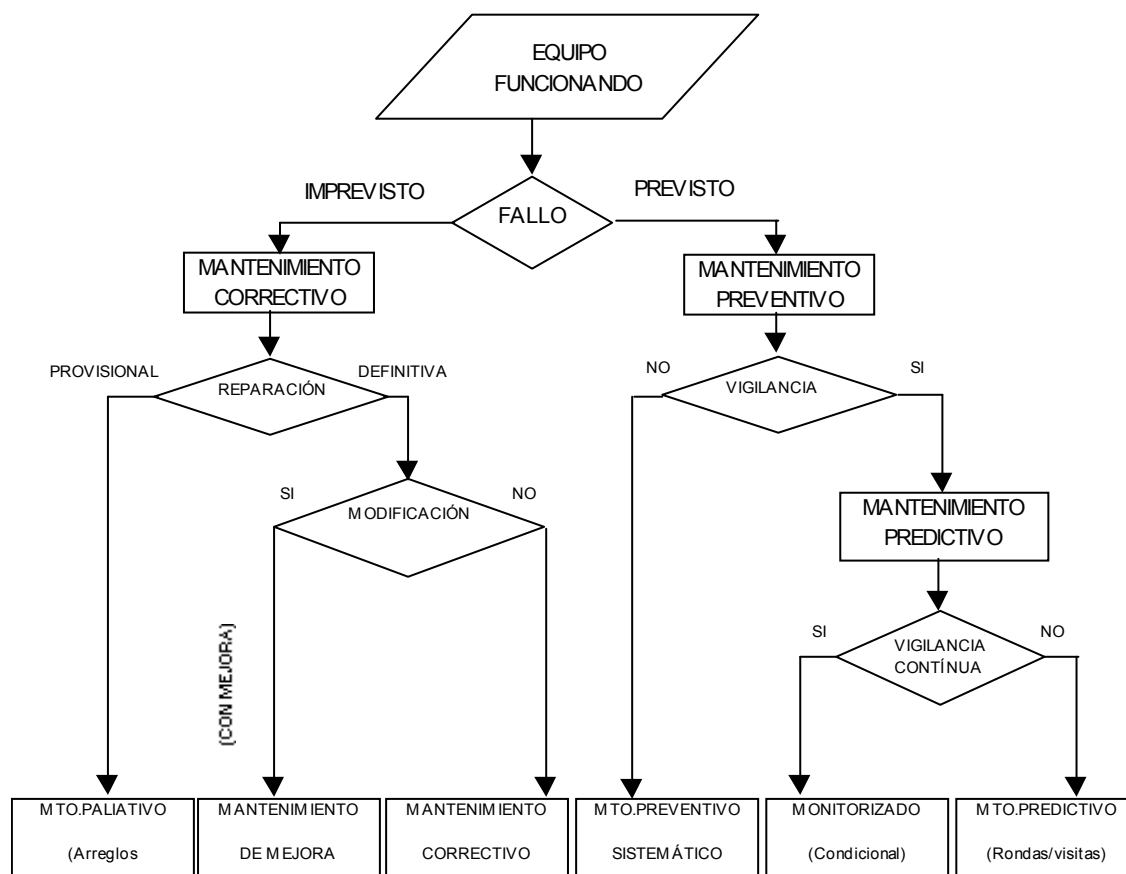 EQUIPO
FUNCIONANDO
IMPREVISTO
PREVISTO
FALLO
MANTENIMIENTO
CORRECTIVO
MANTENIMIENTO
PREVENTIVO
PROVISIONAL
DEFINITIVA
REPARACIÓN
NO
SI
VIGILANCIA
SI
NO
MODIFICACIÓN
MANTENIMIENTO
PREDICTIVO
(CON MEJORA)
SI
NO
VIGILANCIA
CONTÍNUA
MTO.PALIATIVO
(Arreglos
MANTENIMIENTO
DE MEJORA
MANTENIMIENTO
CORRECTIVO
MTO.PREVENTIVO
SISTEMÁTICO
MONITORIZADO
(Condicional)
MTO.PREDICTIVO
(Rondas/visitas)